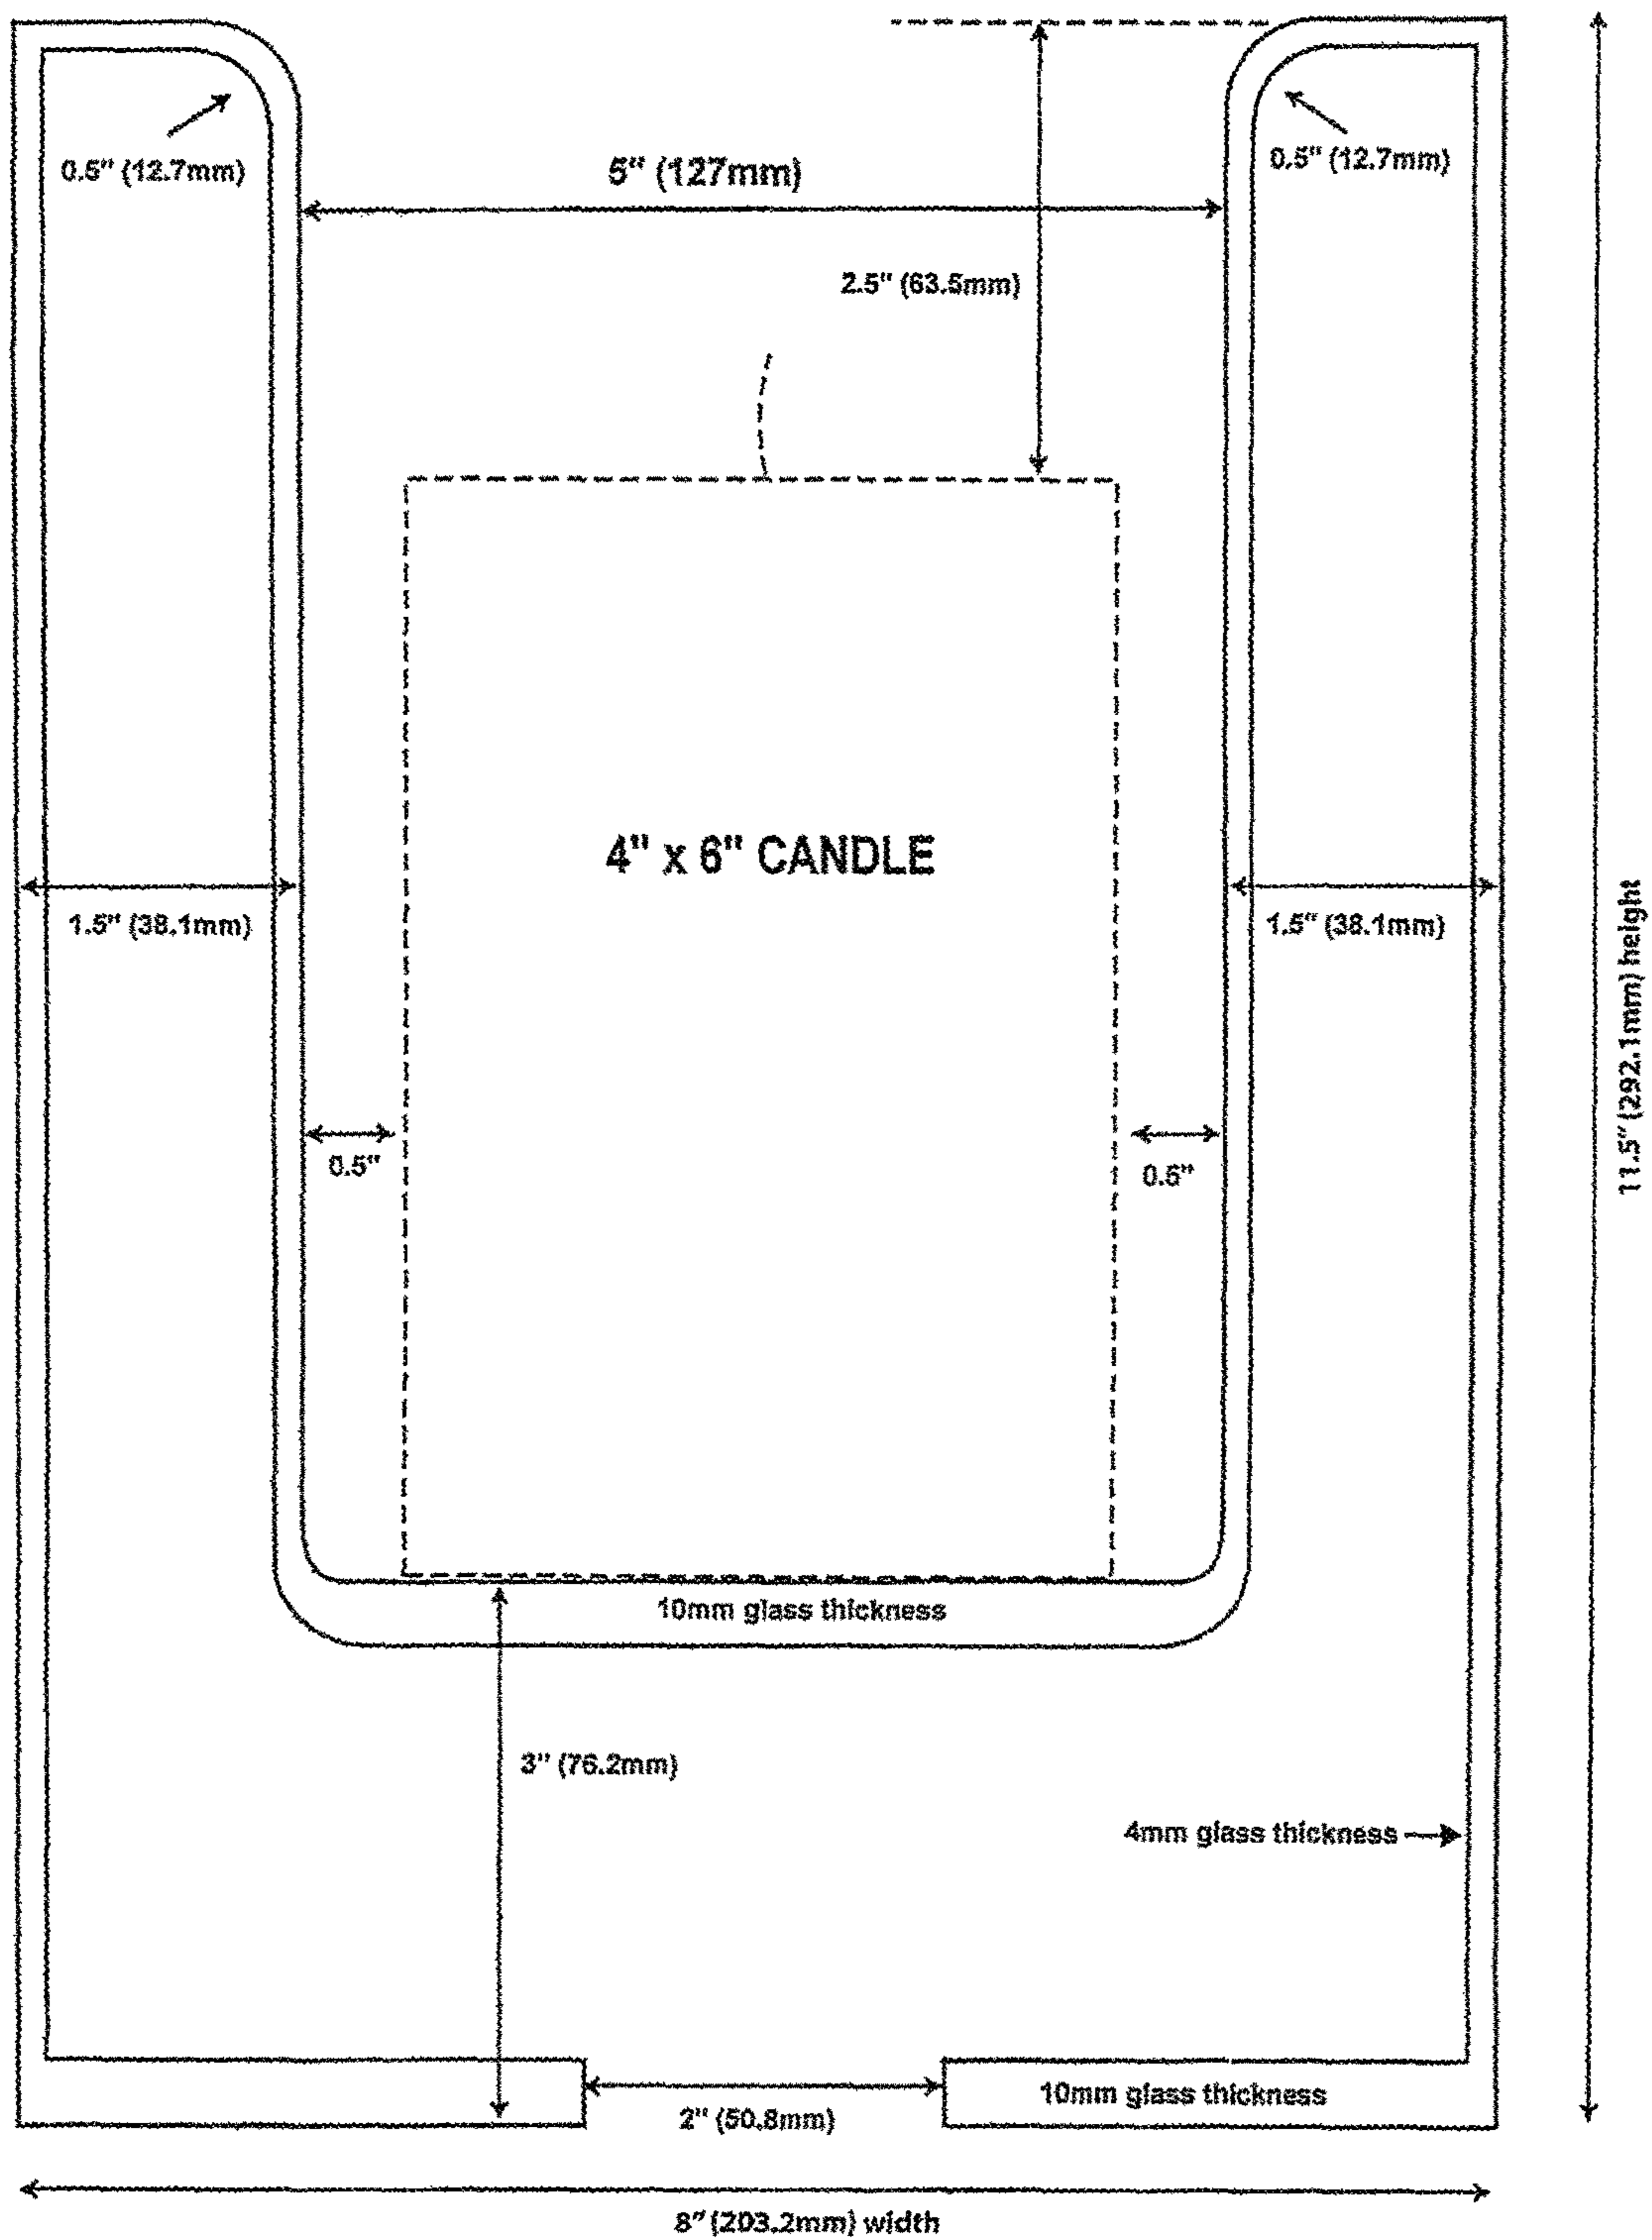 0.5" (12.7mm)
5" (127mm)
0.5" (12.7mm)
2.5" (63.5mm)
4" x 6" CANDLE
1.5" (38.1mm)
1.5" (38.1mm)
11.5" (292.1mm) height
0.5"
0.5"
10mm glass thickness
3" (76.2mm)
4mm glass thickness
10mm glass thickness
2" (50.8mm)
8" (203.2mm) width